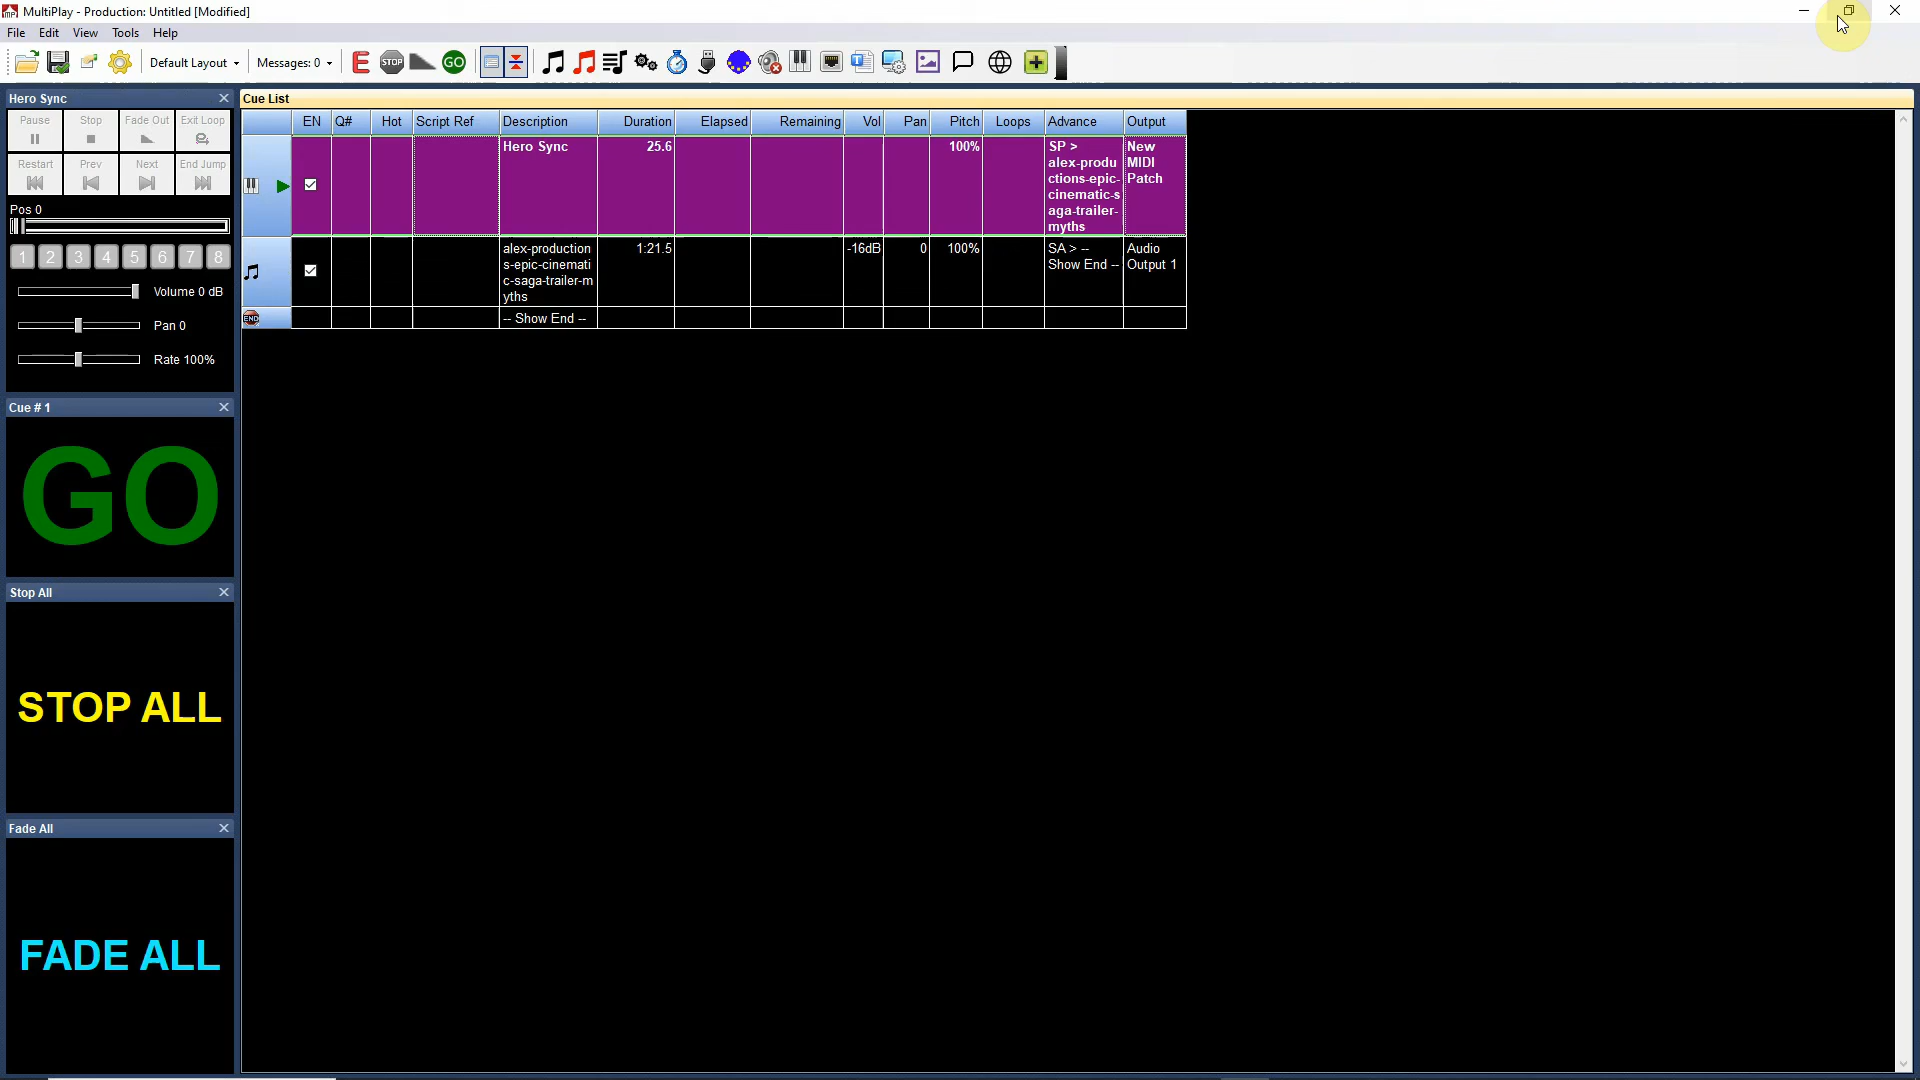 MultiPlay - Production: Untitled [Modified]
File Edit View Tools Help
Default Layout Messages: 0 E STOP GO
Hero Sync
Cue List
Pause Stop Fade Out Exit Loop
Restart Prev Next End Jump
Pos 0
1 2 3 4 5 6 7 8
Volume 0 dB
Pan 0
Rate 100%
EN Q# Hot Script Ref Description Duration Elapsed Remaining Vol Pan Pitch Loops Advance Output
Hero Sync 25.6 100% SP > New
alex-produ MIDI
ctions-epic- Patch
cinematic-s
aga-trailer-
myths
alex-production 1:21.5 -16dB 0 100% SA > -- Audio
s-epic-cinemati Show End -- Output 1
c-saga-trailer-m
yths
END -- Show End --
Cue # 1
GO
Stop All
STOP ALL
Fade All
FADE ALL